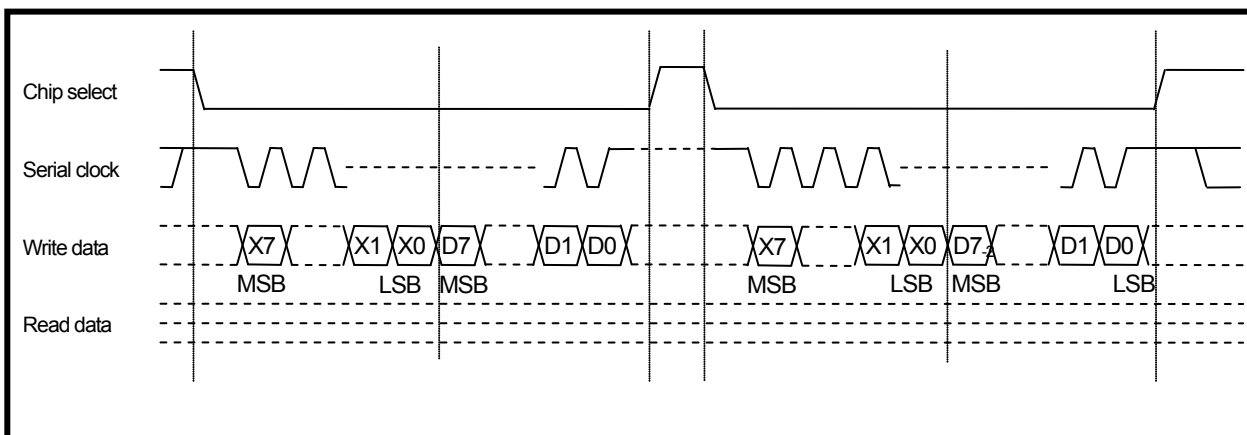 Chip select
Serial clock
Write data
X7 X1 X0 D7 D1 D0 X7 X1 X0 D7-2 D1 D0
MSB LSB MSB MSB LSB MSB LSB
Read data